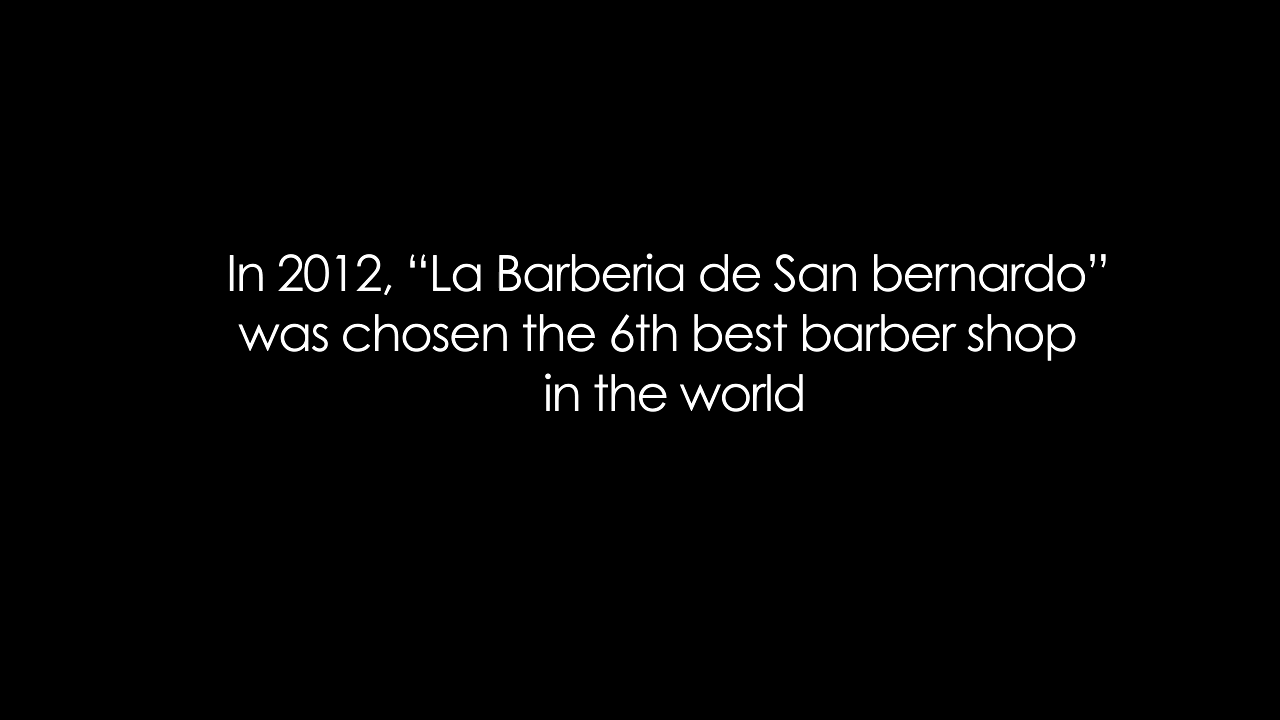 In 2012, “La Barberia de San bernardo”
was chosen the 6th best barber shop
in the world